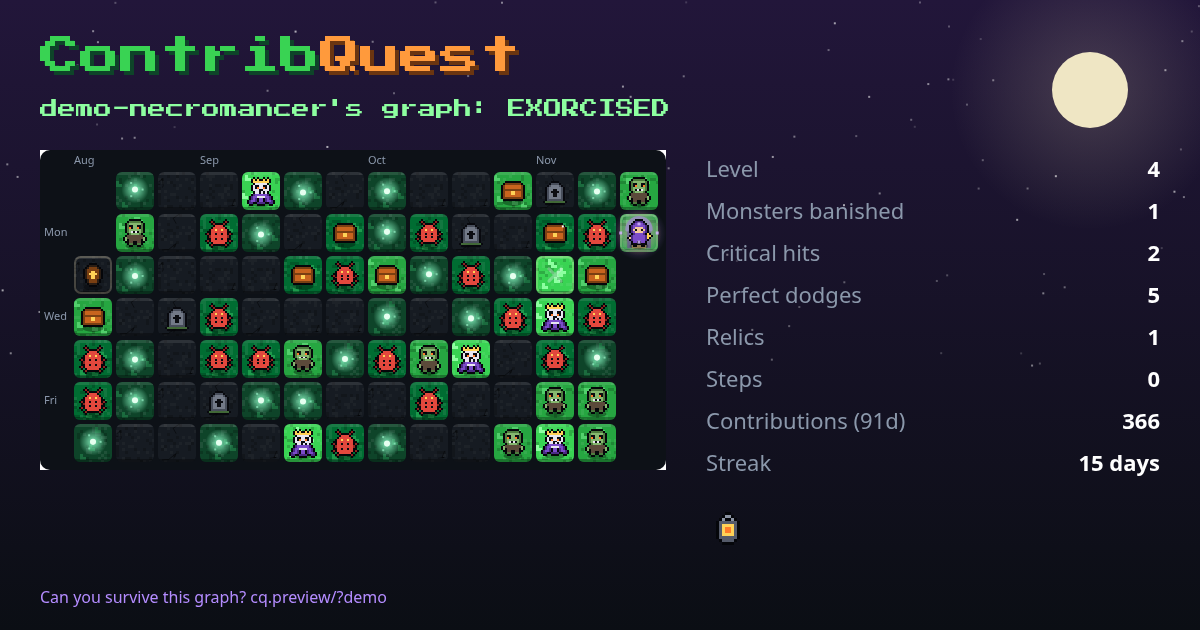 ContribQuest
demo-necromancer's graph: EXORCISED
Aug Sep Oct Nov
Mon
Wed
Fri
Level 4
Monsters banished 1
Critical hits 2
Perfect dodges 5
Relics 1
Steps 0
Contributions (91d) 366
Streak 15 days
Can you survive this graph? cq.preview/?demo